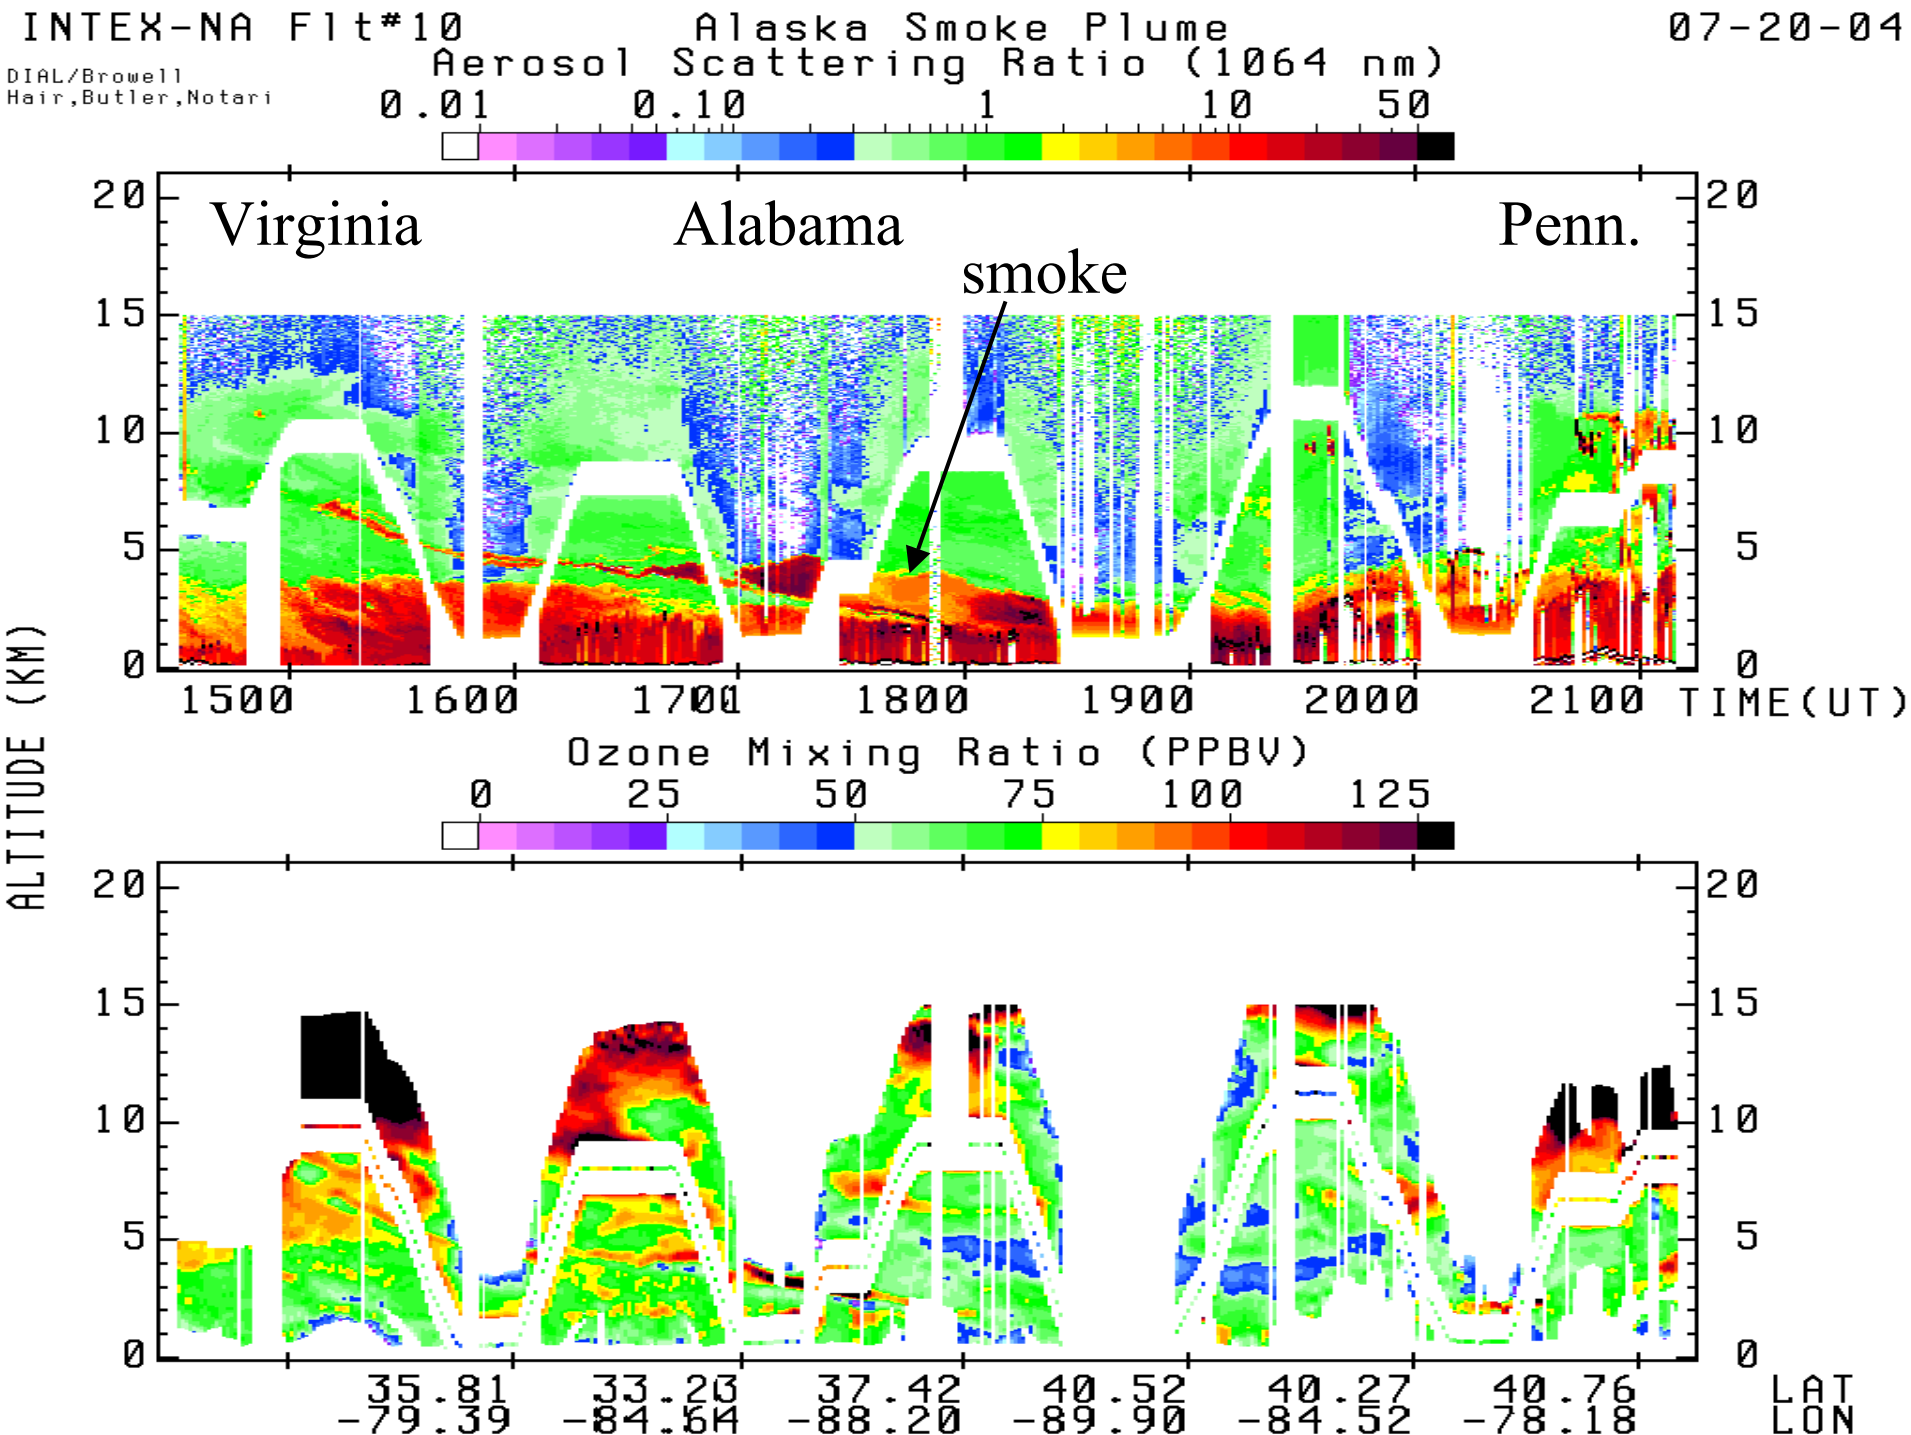 INTEX-NA Flt#10 Alaska Smoke Plume 07-20-04
DIAL/Browell Aerosol Scattering Ratio (1064 nm)
Hair,Butler,Notari
0.01 0.10 1 10 50
20 Virginia Alabama Penn. 20
smoke
15 15
10 10
5 5
0 0
1500 1600 1700 1800 1900 2000 2100 TIME(UT)
ALTITUDE (KM)
Ozone Mixing Ratio (PPBV)
0 25 50 75 100 125
20 20
15 15
10 10
5 5
0 0
35.81 33.23 37.42 40.52 40.27 40.76 LAT
-79.39 -84.64 -88.20 -89.90 -84.52 -78.18 LON